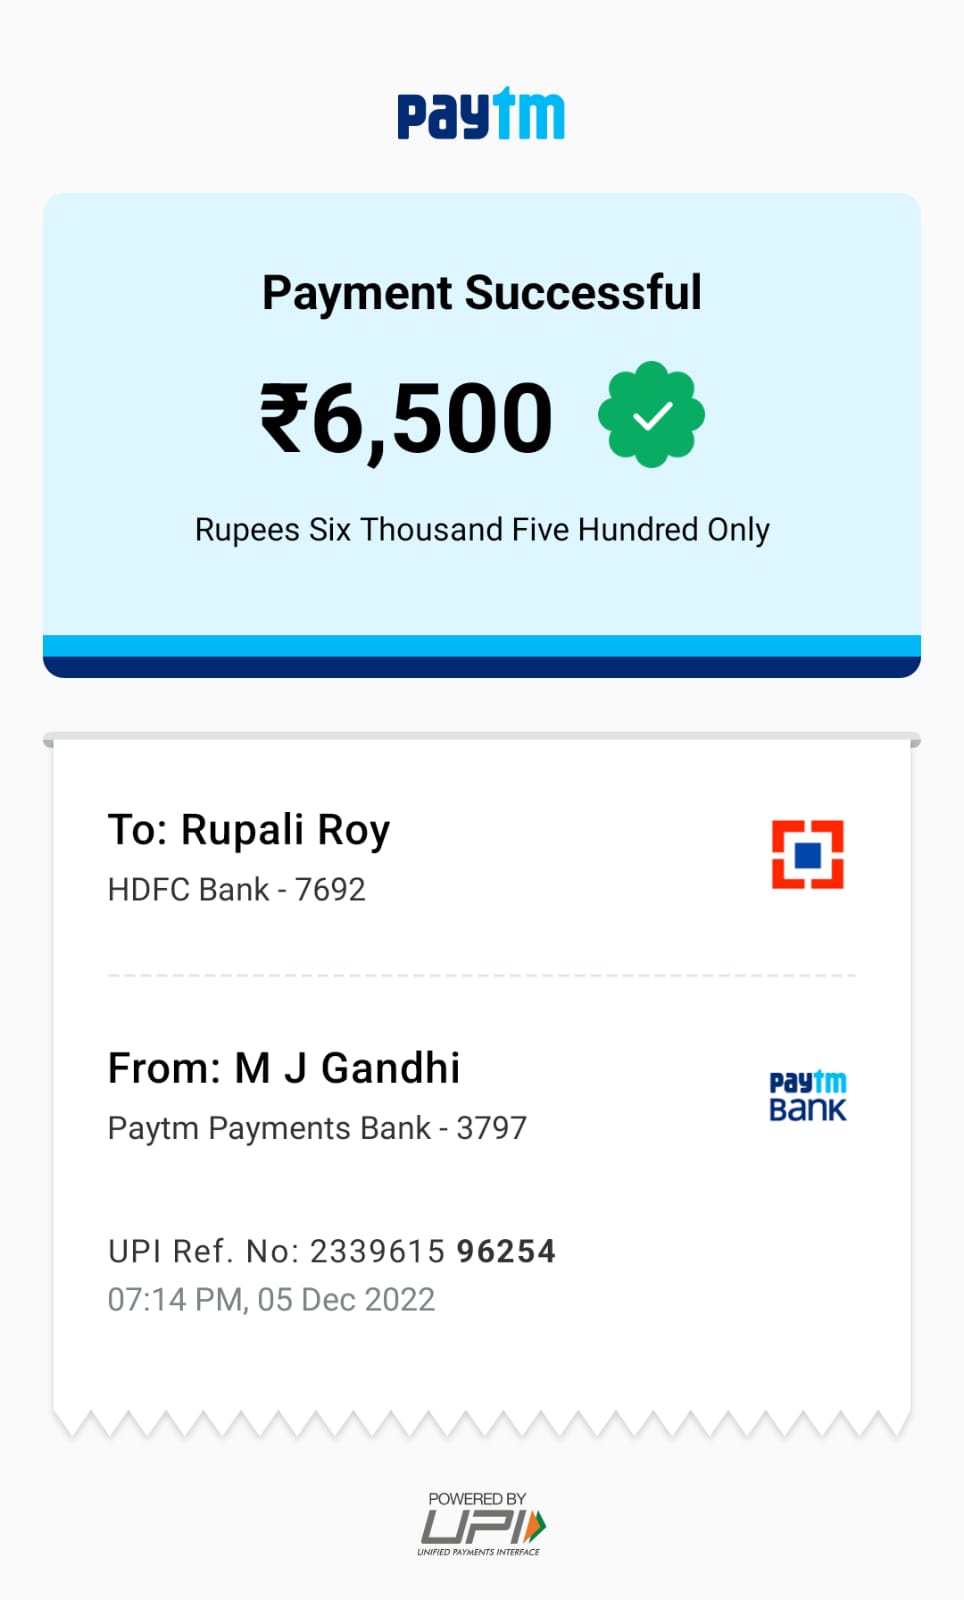 paytm
Payment Successful
₹6,500
Rupees Six Thousand Five Hundred Only
To: Rupali Roy
HDFC Bank - 7692
From: M J Gandhi
Paytm Payments Bank - 3797
paytm
BANK
UPI Ref. No: 2339615 96254
07:14 PM, 05 Dec 2022
POWERED BY
UPI
UNIFIED PAYMENTS INTERFACE